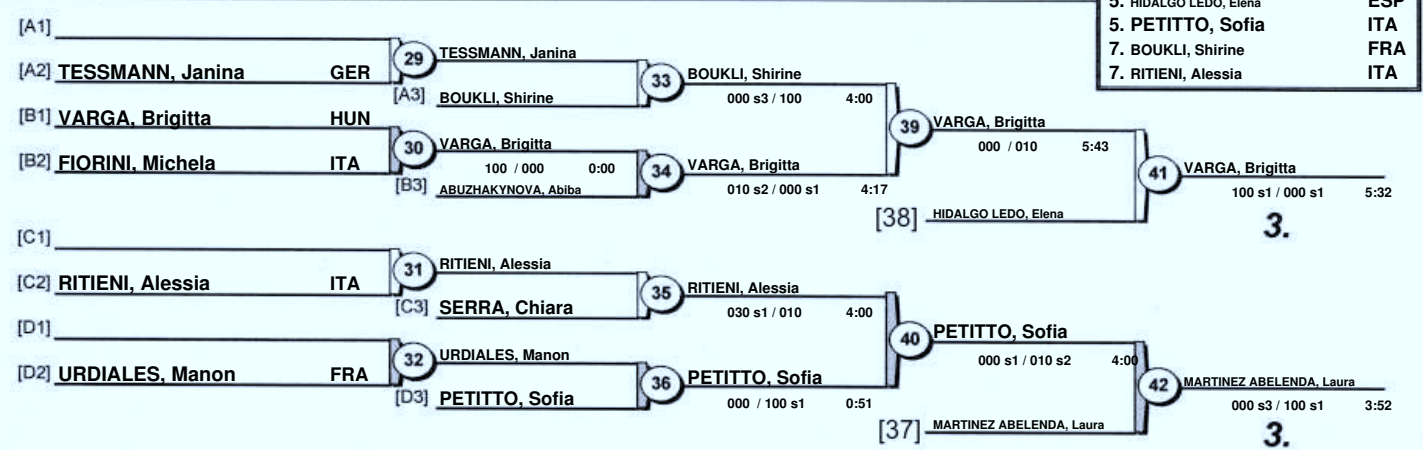 5. HIDALGO LEDO, Elena ESP
5. PETITTO, Sofia ITA
7. BOUKLI, Shirine FRA
7. RITIENI, Alessia ITA
[A1]
[A2] TESSMANN, Janina GER
29 TESSMANN, Janina
[A3] BOUKLI, Shirine
33 BOUKLI, Shirine
000 s3 / 100 4:00
[B1] VARGA, Brigitta HUN
[B2] FIORINI, Michela ITA
30 VARGA, Brigitta
100 / 000 0:00
[B3] ABUZHAKYNOVA, Abiba
34 VARGA, Brigitta
010 s2 / 000 s1 4:17
39 VARGA, Brigitta
000 / 010 5:43
[38] HIDALGO LEDO, Elena
41 VARGA, Brigitta
100 s1 / 000 s1 5:32
3.
[C1]
[C2] RITIENI, Alessia ITA
31 RITIENI, Alessia
[C3] SERRA, Chiara
35 RITIENI, Alessia
030 s1 / 010 4:00
[D1]
[D2] URDIALES, Manon FRA
32 URDIALES, Manon
[D3] PETITTO, Sofia
36 PETITTO, Sofia
000 / 100 s1 0:51
40 PETITTO, Sofia
000 s1 / 010 s2 4:00
[37] MARTINEZ ABELENDA, Laura
42 MARTINEZ ABELENDA, Laura
000 s3 / 100 s1 3:52
3.